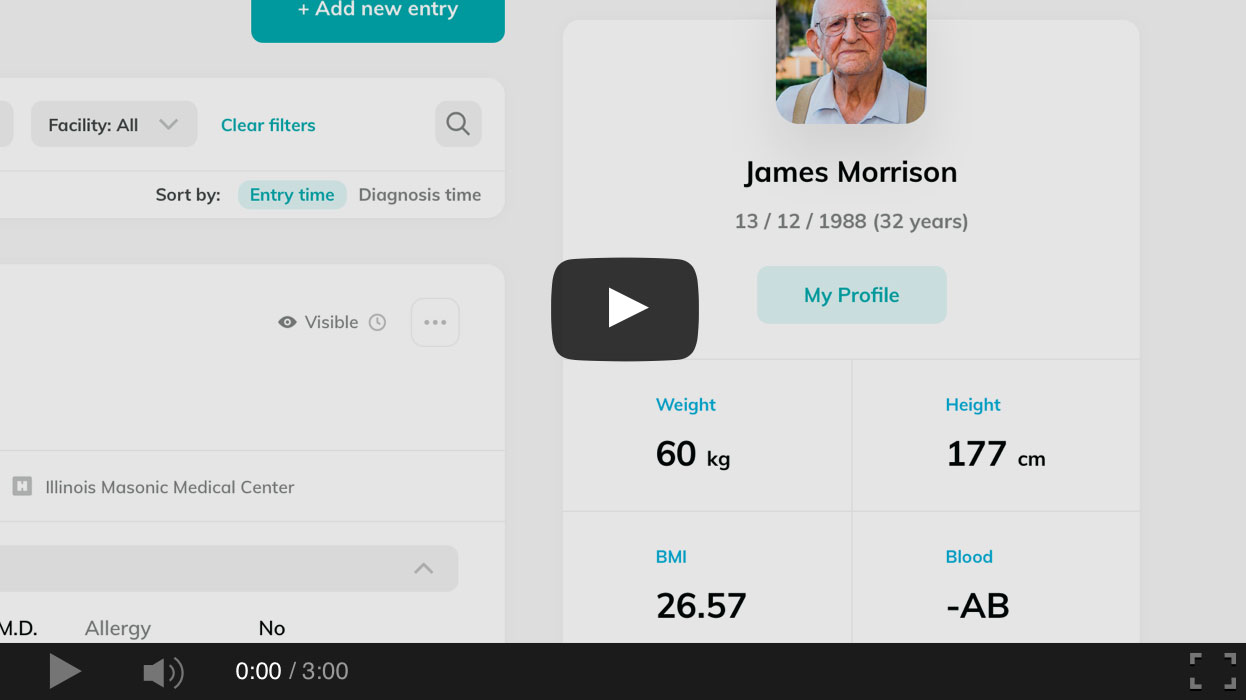 + Add new entry
Facility: All
Clear filters
Sort by: Entry time Diagnosis time
Visible
Illinois Masonic Medical Center
M.D. Allergy No
James Morrison
13 / 12 / 1988 (32 years)
My Profile
Weight Height
60 kg 177 cm
BMI Blood
26.57 -AB
0:00 / 3:00